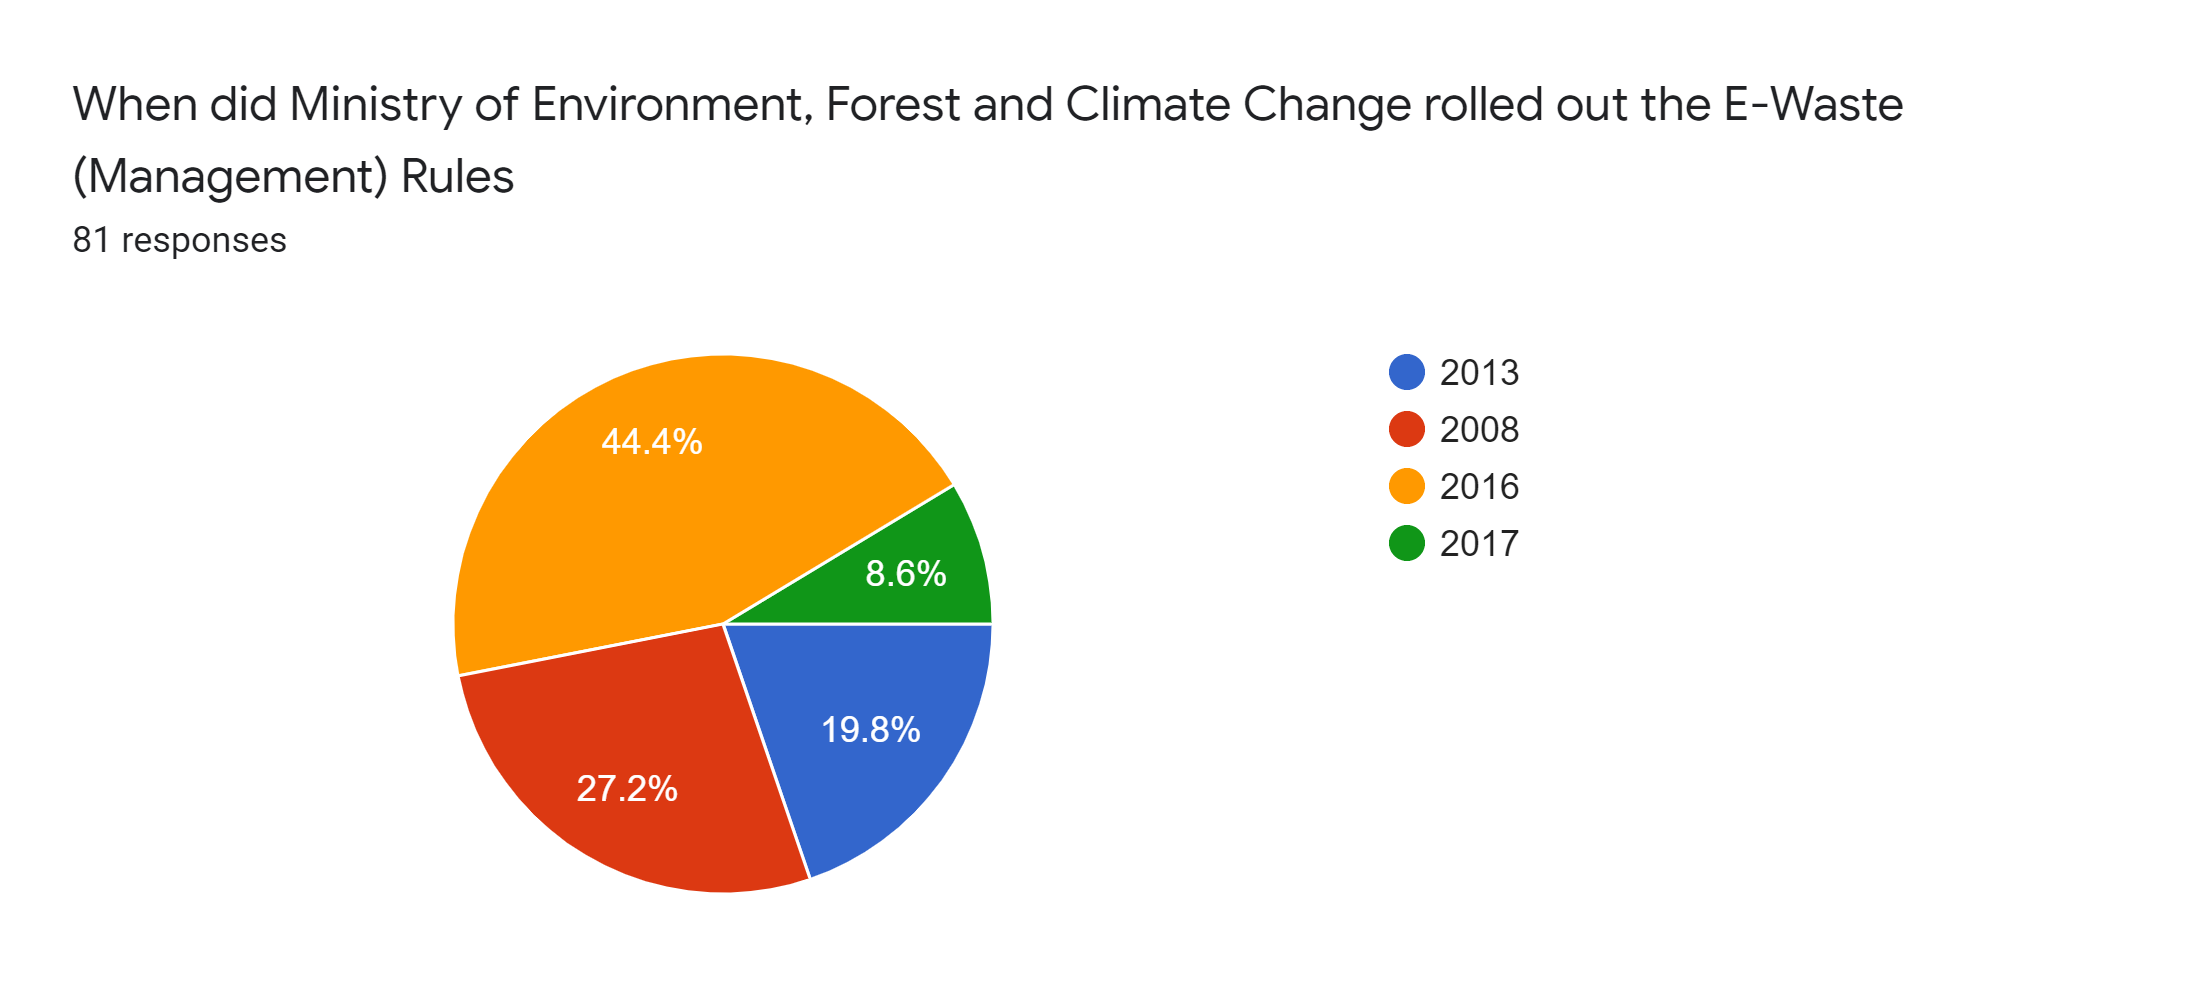 When did Ministry of Environment, Forest and Climate Change rolled out the E-Waste
(Management) Rules
81 responses
44.4%
8.6%
19.8%
27.2%
2013
2008
2016
2017